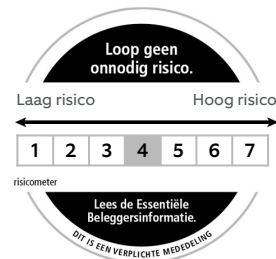 Loop geen
onnodig risico.
Laag risico Hoog risico
1 2 3 4 5 6 7
risicometer
Lees de Essentiële
Beleggersinformatie.
DIT IS EEN VERPLICHTE MEDEDELING